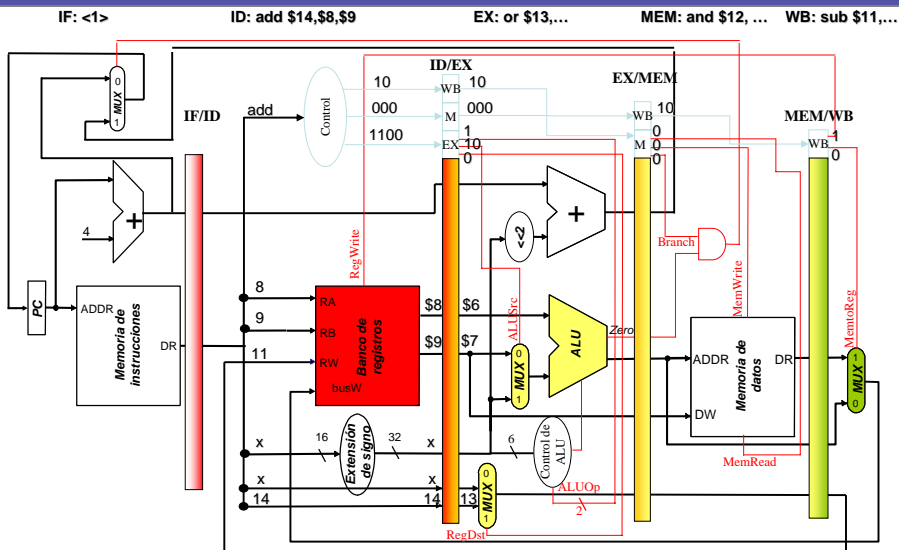 IF: <1> ID: add $14,$8,$9 EX: or $13,… MEM: and $12, … WB: sub $11,…
ID/EX
EX/MEM
MEM/WB
IF/ID
0
MUX
1
add
Control
10
000
1100
WB
M
EX
10
000
1
10
0
WB
M
10
0
0
0
WB
1
0
+
4
PC
ADDR
Memoria de instrucciones
DR
RegWrite
8
9
11
RA
RB
RW
busW
Banco de registros
$8
$9
$6
$7
<<2
+
ALUSrc
0
MUX
1
ALU
Zero
Branch
MemWrite
ADDR
DW
Memoria de datos
DR
MemRead
MemtoReg
1
MUX
0
x
16
Extensión de signo
32
x
6
Control de ALU
ALUOp
2
x
14
14
13
0
MUX
1
RegDst